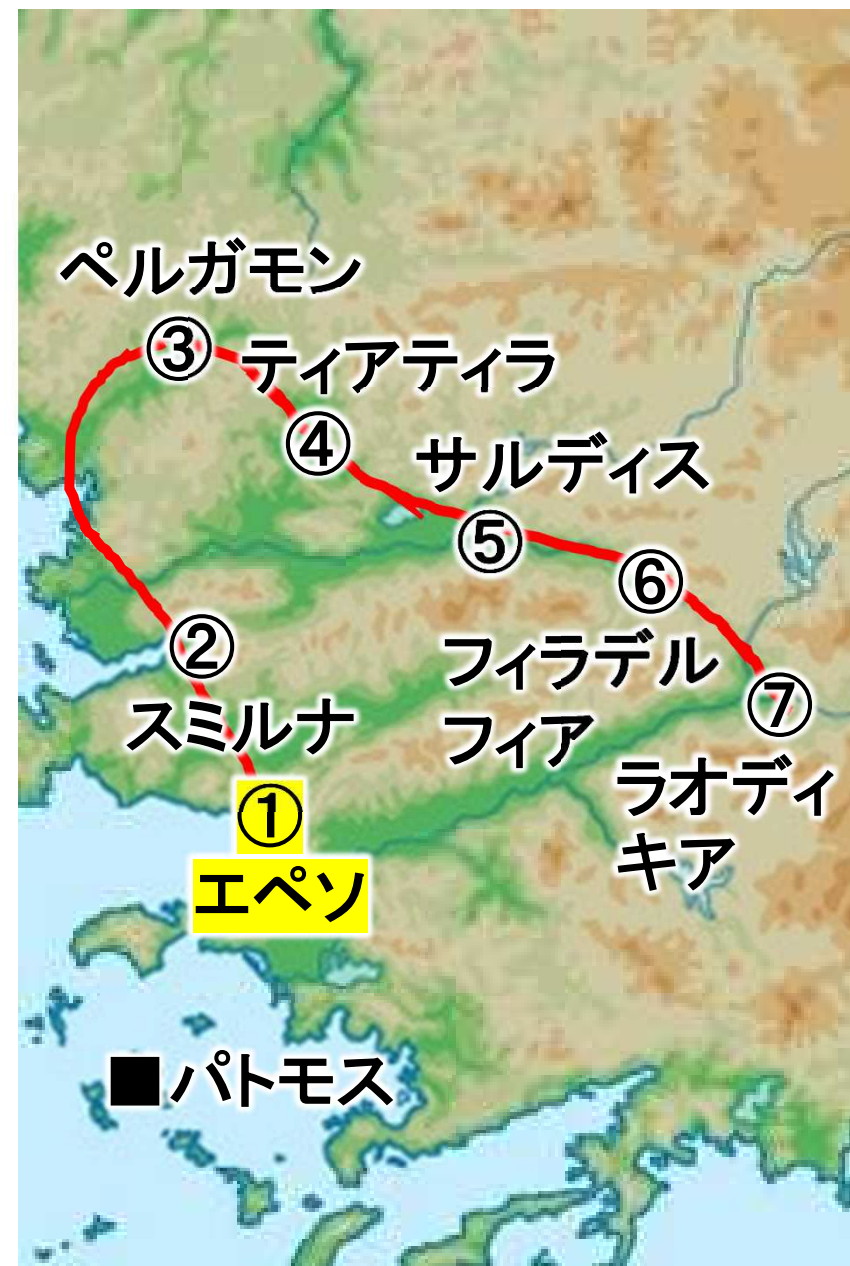 ペルガモン
③
ティアティラ
④
サルディス
⑤
⑥
②
フィラデル
フィア
⑦
スミルナ
ラオディ
キア
①
エペソ
■パトモス